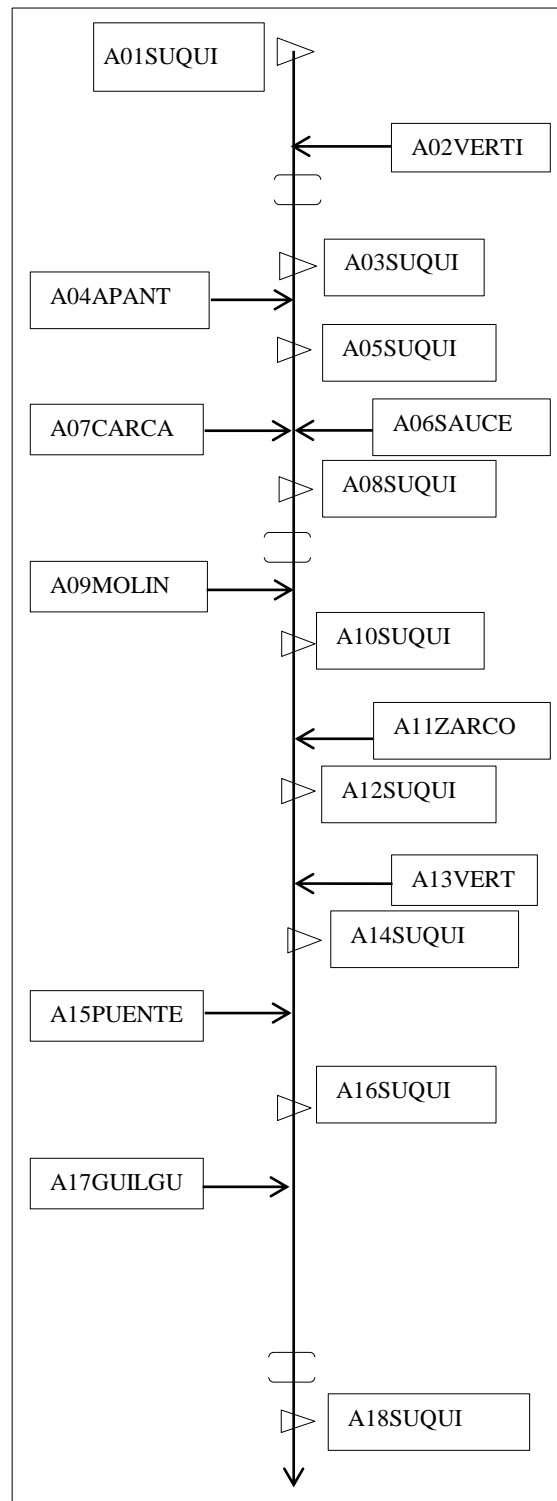 A01SUQUI
A02VERTI
A03SUQUI
A04APANT
A05SUQUI
A06SAUCE
A07CARCA
A08SUQUI
A09MOLIN
A10SUQUI
A11ZARCO
A12SUQUI
A13VERT
A14SUQUI
A15PUENTE
A16SUQUI
A17GUILGU
A18SUQUI